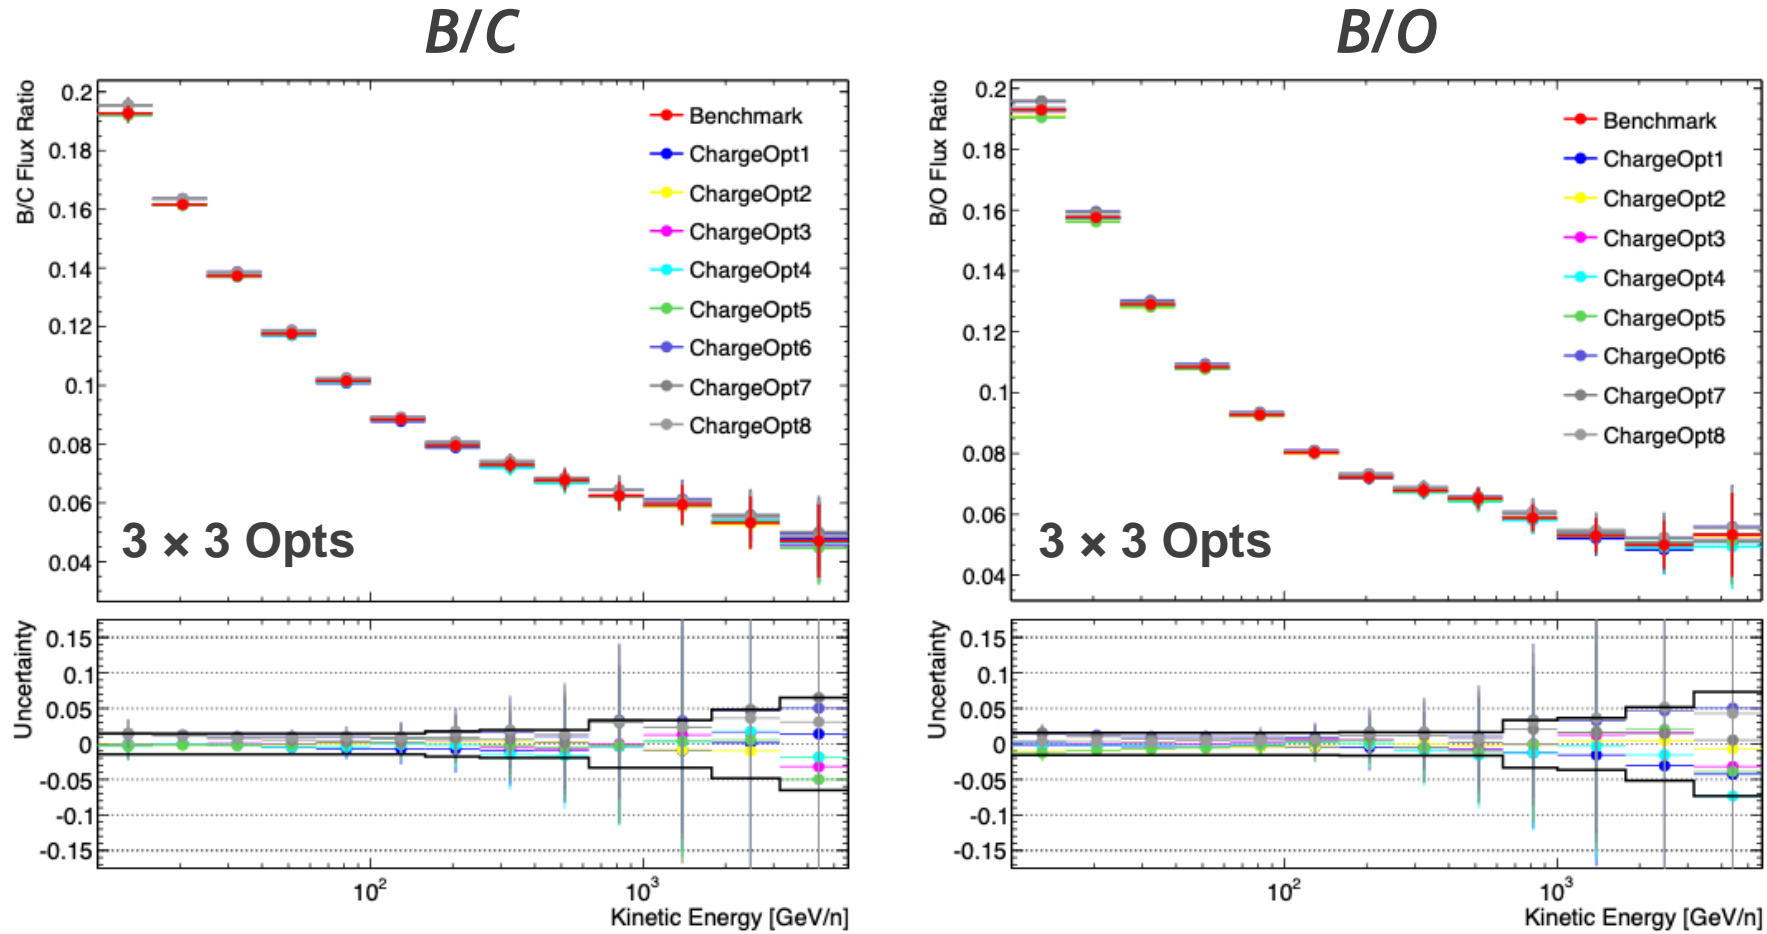 B/C
B/C Flux Ratio
0.2
0.18
0.16
0.14
0.12
0.1
0.08
0.06
0.04
Benchmark
ChargeOpt1
ChargeOpt2
ChargeOpt3
ChargeOpt4
ChargeOpt5
ChargeOpt6
ChargeOpt7
ChargeOpt8
3 × 3 Opts
Uncertainty
0.15
0.1
0.05
0
-0.05
-0.1
-0.15
10²
10³
Kinetic Energy [GeV/n]
B/O
B/O Flux Ratio
0.2
0.18
0.16
0.14
0.12
0.1
0.08
0.06
0.04
Benchmark
ChargeOpt1
ChargeOpt2
ChargeOpt3
ChargeOpt4
ChargeOpt5
ChargeOpt6
ChargeOpt7
ChargeOpt8
3 × 3 Opts
Uncertainty
0.15
0.1
0.05
0
-0.05
-0.1
-0.15
10²
10³
Kinetic Energy [GeV/n]